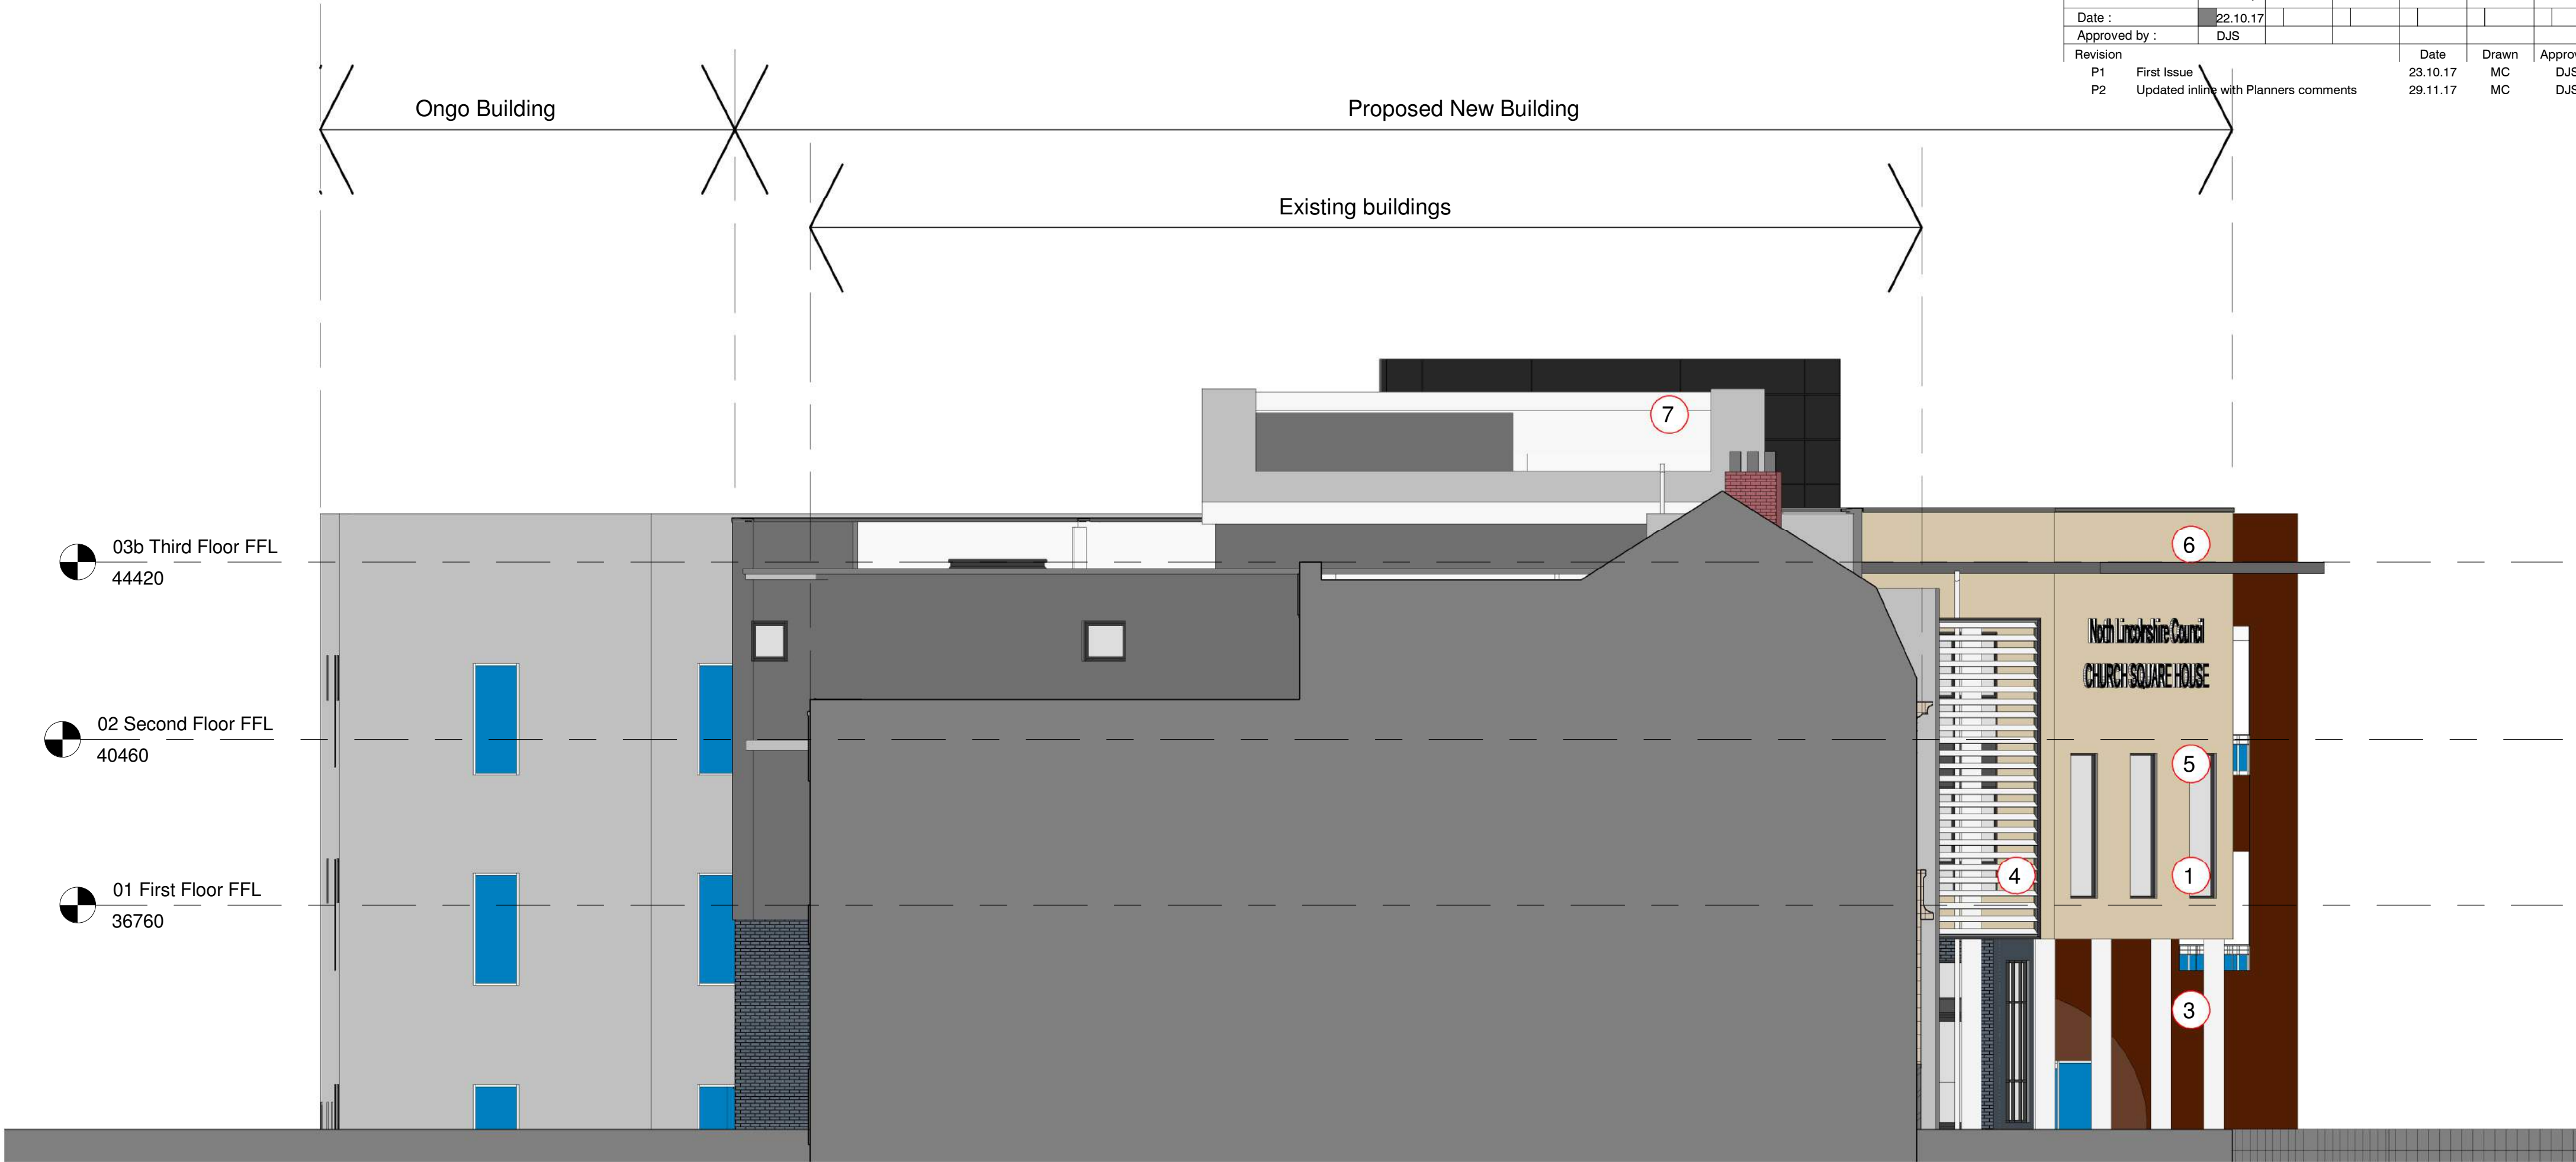 Date : 22.10.17
Approved by : DJS
Revision Date Drawn
P1 First Issue 23.10.17 MC DJS
P2 Updated inline with Planners comments 29.11.17 MC DJS
Ongo Building
Proposed New Building
Existing buildings
7
03b Third Floor FFL
44420
6
North Lincolnshire Council
CHURCH SQUARE HOUSE
02 Second Floor FFL
40460
5
01 First Floor FFL
36760
4
1
3